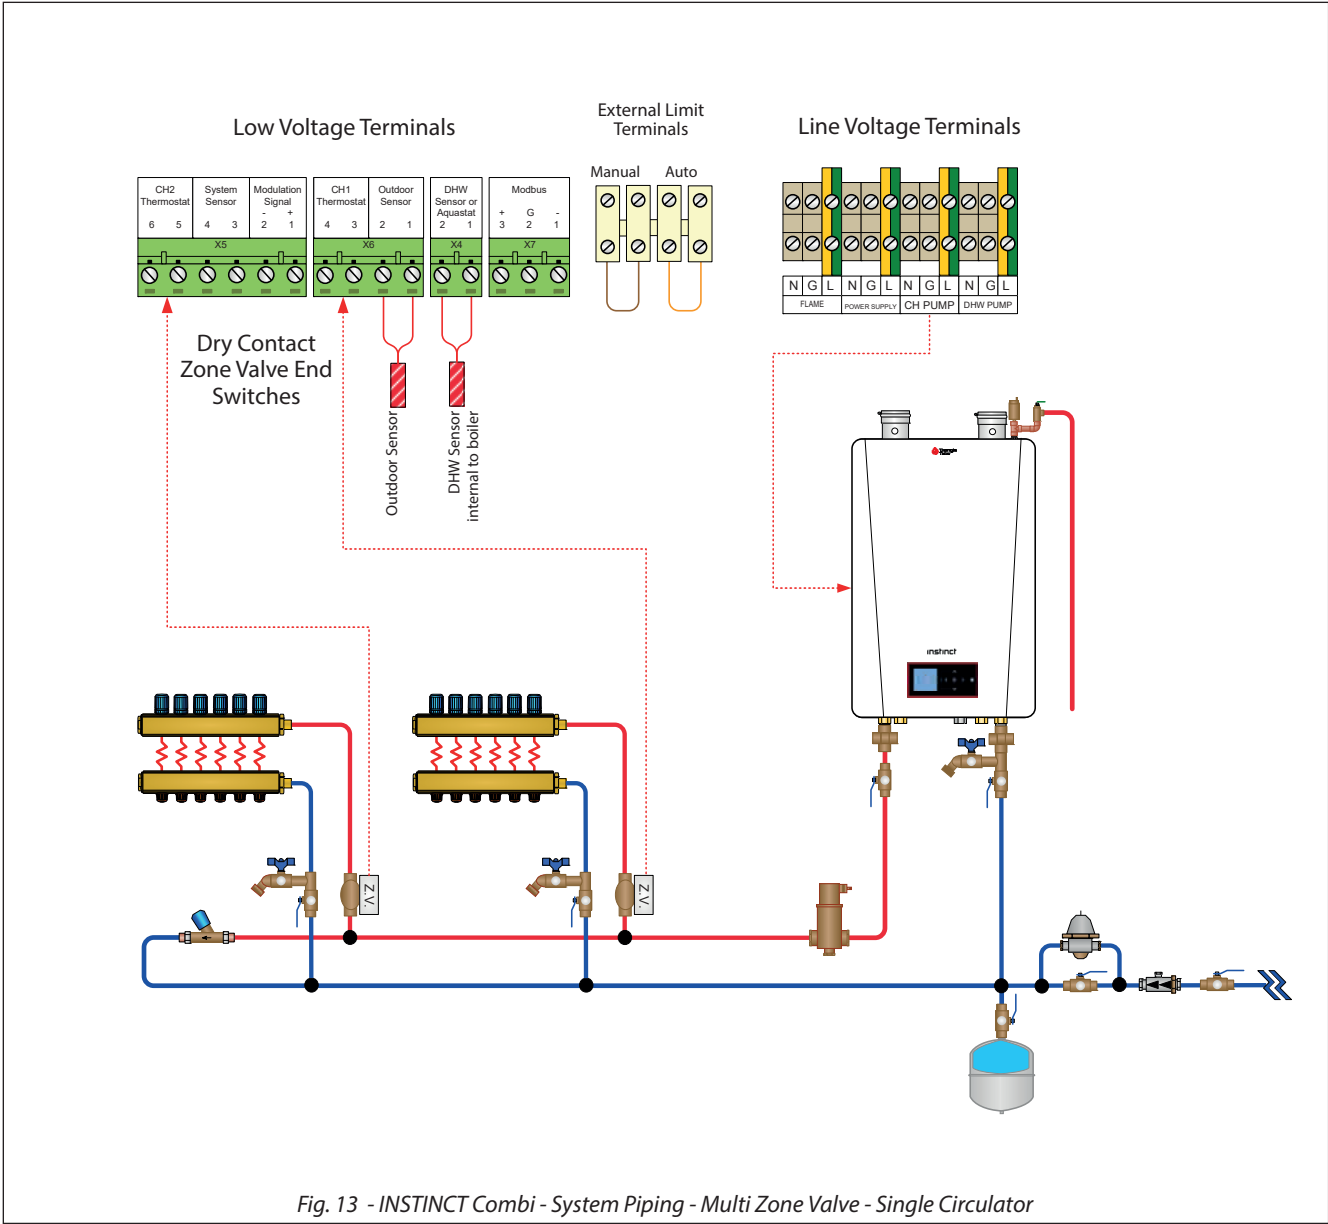 Low Voltage Terminals
External Limit
Terminals
Line Voltage Terminals
Manual Auto
CH2
Thermostat
6 5
System
Sensor
4 3
Modulation
Signal
- +
2 1
X5
CH1
Thermostat
4 3
Outdoor
Sensor
2 1
X6
DHW
Sensor or
Aquastat
2 1
X4
Modbus
+ G -
3 2 1
X7
N G L N G L N G L N G L
FLAME POWER SUPPLY CH PUMP DHW PUMP
Dry Contact
Zone Valve End
Switches
Outdoor Sensor
DHW Sensor
internal to boiler
instinct
Z.V.
Z.V.
Fig. 13 - INSTINCT Combi - System Piping - Multi Zone Valve - Single Circulator